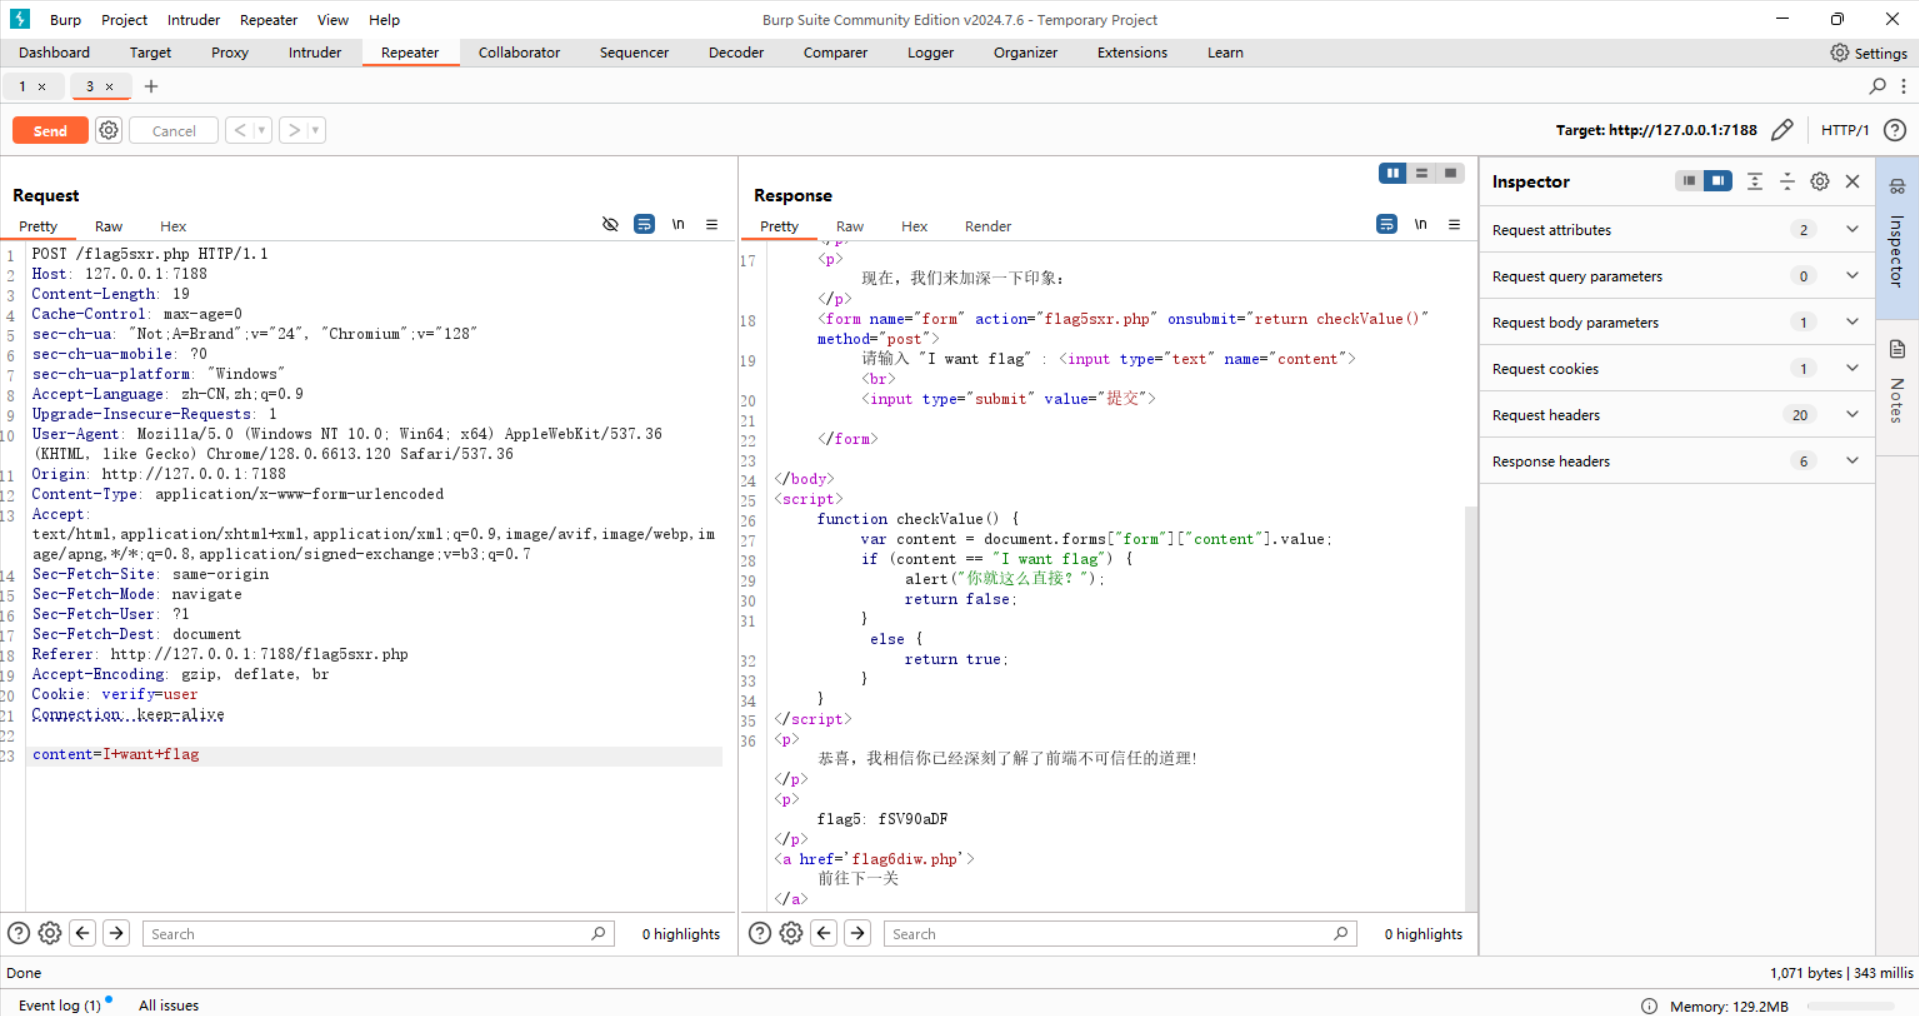 Burp Project Intruder Repeater View Help
Burp Suite Community Edition v2024.7.6 - Temporary Project
Dashboard Target Proxy Intruder Repeater Collaborator Sequencer Decoder Comparer Logger Organizer Extensions Learn
Settings
1 × 3 × +
Send Cancel < >
Target: http://127.0.0.1:7188 HTTP/1
Request
Pretty Raw Hex \n
1 POST /flag5sxr.php HTTP/1.1
2 Host: 127.0.0.1:7188
3 Content-Length: 19
4 Cache-Control: max-age=0
5 sec-ch-ua: "Not;A=Brand";v="24", "Chromium";v="128"
6 sec-ch-ua-mobile: ?0
7 sec-ch-ua-platform: "Windows"
8 Accept-Language: zh-CN,zh;q=0.9
9 Upgrade-Insecure-Requests: 1
10 User-Agent: Mozilla/5.0 (Windows NT 10.0; Win64; x64) AppleWebKit/537.36
(KHTML, like Gecko) Chrome/128.0.6613.120 Safari/537.36
11 Origin: http://127.0.0.1:7188
12 Content-Type: application/x-www-form-urlencoded
13 Accept:
text/html,application/xhtml+xml,application/xml;q=0.9,image/avif,image/webp,im
age/apng,*/*;q=0.8,application/signed-exchange;v=b3;q=0.7
14 Sec-Fetch-Site: same-origin
15 Sec-Fetch-Mode: navigate
16 Sec-Fetch-User: ?1
17 Sec-Fetch-Dest: document
18 Referer: http://127.0.0.1:7188/flag5sxr.php
19 Accept-Encoding: gzip, deflate, br
20 Cookie: verify=user
21 Connection: keep-alive
22
23 content=I+want+flag
Search
0 highlights
Response
Pretty Raw Hex Render \n
</p>
17 <p>
现在，我们来加深一下印象：
</p>
18 <form name="form" action="flag5sxr.php" onsubmit="return checkValue()"
method="post">
19 请输入 "I want flag" : <input type="text" name="content">
<br>
20 <input type="submit" value="提交">
21
22 </form>
23
24 </body>
25 <script>
26 function checkValue() {
27 var content = document.forms["form"]["content"].value;
28 if (content == "I want flag") {
29 alert("你就这么直接？");
30 return false;
31 }
else {
32 return true;
33 }
34 }
35 </script>
36 <p>
恭喜，我相信你已经深刻了解了前端不可信任的道理!
</p>
<p>
flag5: fSV90aDF
</p>
<a href='flag6diw.php'>
前往下一关
</a>
Search
0 highlights
Inspector
Request attributes 2
Request query parameters 0
Request body parameters 1
Request cookies 1
Request headers 20
Response headers 6
Inspector
Notes
Done
1,071 bytes | 343 millis
Event log (1) All issues
Memory: 129.2MB